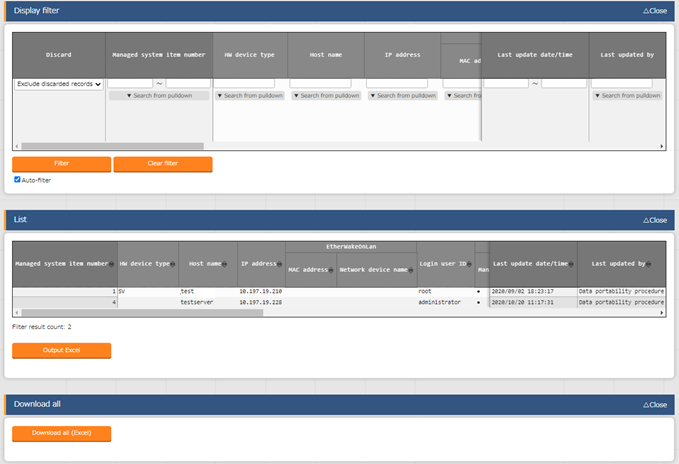 Display filter
△Close
Discard
Managed system item number
HW device type
Host name
IP address
MAC ad
Last update date/time
Last updated by
Exclude discarded records
～
～
▼ Search from pulldown
▼ Search from pulldown
▼ Search from pulldown
▼ Search from pulldown
▼ Search f
▼ Search from pulldown
Filter
Clear filter
Auto-filter
List
△Close
EtherWakeOnLan
Managed system item number
HW device type
Host name
IP address
MAC address
Network device name
Login user ID
Man
Last update date/time
Last updated by
1 SV test 10.197.19.210 root ● 2020/09/02 18:23:17 Data portability procedure
4 testserver 10.197.19.228 administrator ● 2020/10/20 11:17:31 Data portability procedure
Filter result count: 2
Output Excel
Download all
△Close
Download all (Excel)